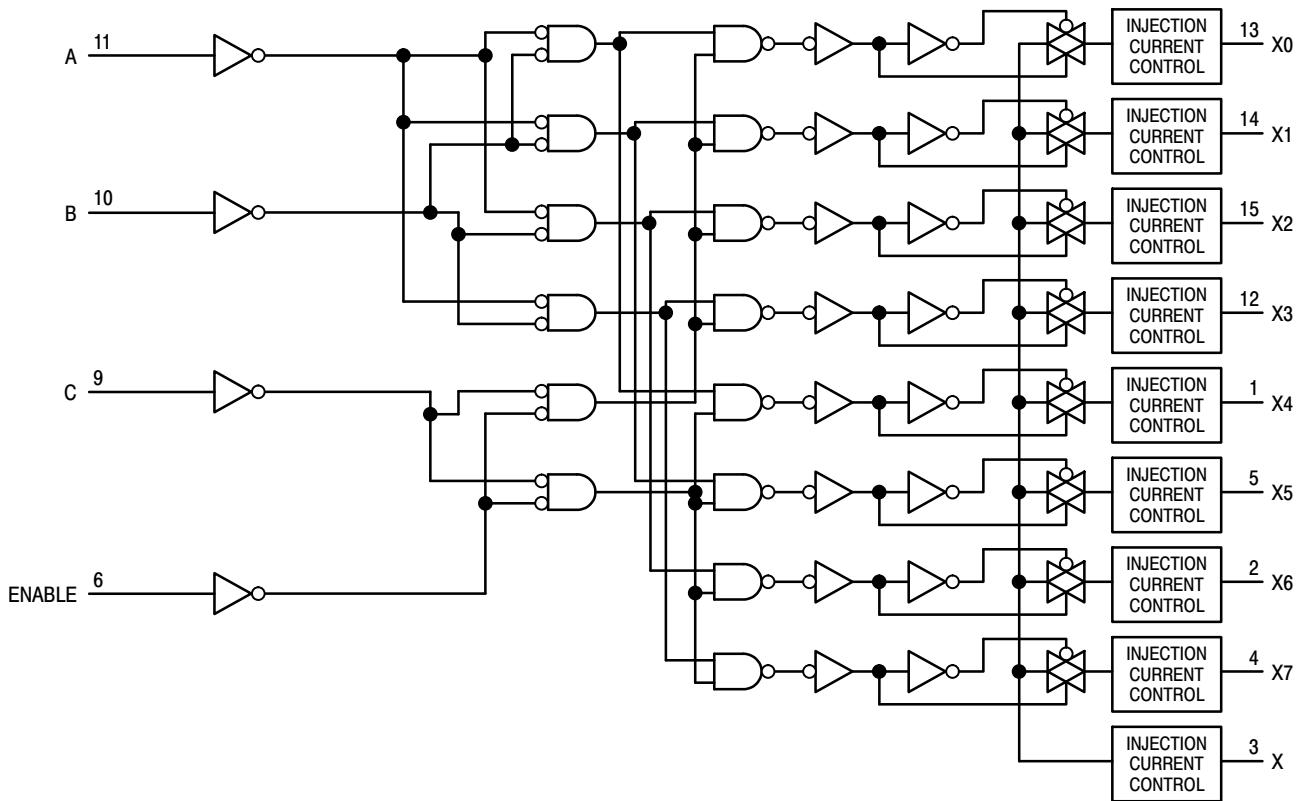 A 11
B 10
C 9
ENABLE 6
INJECTION
CURRENT
CONTROL
13 X0
INJECTION
CURRENT
CONTROL
14 X1
INJECTION
CURRENT
CONTROL
15 X2
INJECTION
CURRENT
CONTROL
12 X3
INJECTION
CURRENT
CONTROL
1 X4
INJECTION
CURRENT
CONTROL
5 X5
INJECTION
CURRENT
CONTROL
2 X6
INJECTION
CURRENT
CONTROL
4 X7
INJECTION
CURRENT
CONTROL
3 X